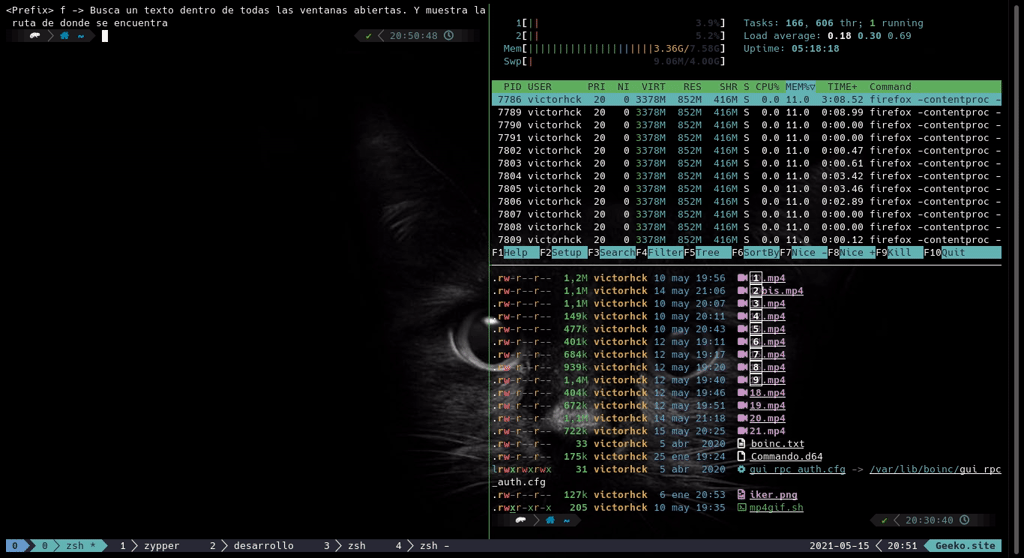 <Prefix> f -> Busca un texto dentro de todas las ventanas abiertas. Y muestra la
ruta de donde se encuentra
~
✔ 20:50:48
1[|| 3.9%]
2[|| 5.2%]
Mem[||||||||||||||||||||||3.36G/7.58G]
Swp[| 9.06M/4.00G]
Tasks: 166, 606 thr; 1 running
Load average: 0.18 0.30 0.69
Uptime: 05:18:18
PID USER PRI NI VIRT RES SHR S CPU% MEM%▽ TIME+ Command
7786 victorhck 20 0 3378M 852M 416M S 0.0 11.0 3:08.52 firefox -contentproc -
7789 victorhck 20 0 3378M 852M 416M S 0.0 11.0 0:08.99 firefox -contentproc -
7790 victorhck 20 0 3378M 852M 416M S 0.0 11.0 0:00.00 firefox -contentproc -
7791 victorhck 20 0 3378M 852M 416M S 0.0 11.0 0:00.00 firefox -contentproc -
7802 victorhck 20 0 3378M 852M 416M S 0.0 11.0 0:00.47 firefox -contentproc -
7803 victorhck 20 0 3378M 852M 416M S 0.0 11.0 0:00.61 firefox -contentproc -
7804 victorhck 20 0 3378M 852M 416M S 0.0 11.0 0:03.42 firefox -contentproc -
7805 victorhck 20 0 3378M 852M 416M S 0.0 11.0 0:03.46 firefox -contentproc -
7806 victorhck 20 0 3378M 852M 416M S 0.0 11.0 0:02.89 firefox -contentproc -
7807 victorhck 20 0 3378M 852M 416M S 0.0 11.0 0:00.00 firefox -contentproc -
7808 victorhck 20 0 3378M 852M 416M S 0.0 11.0 0:00.00 firefox -contentproc -
7809 victorhck 20 0 3378M 852M 416M S 0.0 11.0 0:00.12 firefox -contentproc -
F1Help F2Setup F3SearchF4FilterF5Tree F6SortByF7Nice -F8Nice +F9Kill F10Quit
.rw-r--r-- 1,2M victorhck 10 may 19:56 1.mp4
.rw-r--r-- 1,1M victorhck 14 may 21:06 2bis.mp4
.rw-r--r-- 1,1M victorhck 10 may 20:07 3.mp4
.rw-r--r-- 149k victorhck 10 may 20:11 4.mp4
.rw-r--r-- 477k victorhck 10 may 20:43 5.mp4
.rw-r--r-- 401k victorhck 12 may 19:11 6.mp4
.rw-r--r-- 684k victorhck 12 may 19:17 7.mp4
.rw-r--r-- 939k victorhck 12 may 19:20 8.mp4
.rw-r--r-- 1,4M victorhck 12 may 19:40 9.mp4
.rw-r--r-- 404k victorhck 12 may 19:46 18.mp4
.rw-r--r-- 672k victorhck 12 may 19:51 19.mp4
.rw-r--r-- 1,1M victorhck 14 may 21:18 20.mp4
.rw-r--r-- 722k victorhck 15 may 20:25 21.mp4
.rw-r--r-- 33 victorhck 5 abr 2020 boinc.txt
.rw-r--r-- 175k victorhck 25 ene 19:24 Commando.d64
lrwxrwxrwx 31 victorhck 5 abr 2020 gui_rpc_auth.cfg -> /var/lib/boinc/gui_rpc
_auth.cfg
.rw-r--r-- 127k victorhck 6 ene 20:53 iker.png
.rwxr-xr-x 205 victorhck 10 may 19:35 mp4gif.sh
~
✔ 20:30:40
0 0 zsh * 1 zypper 2 desarrollo 3 zsh 4 zsh - 2021-05-15 20:51 Geeko.site